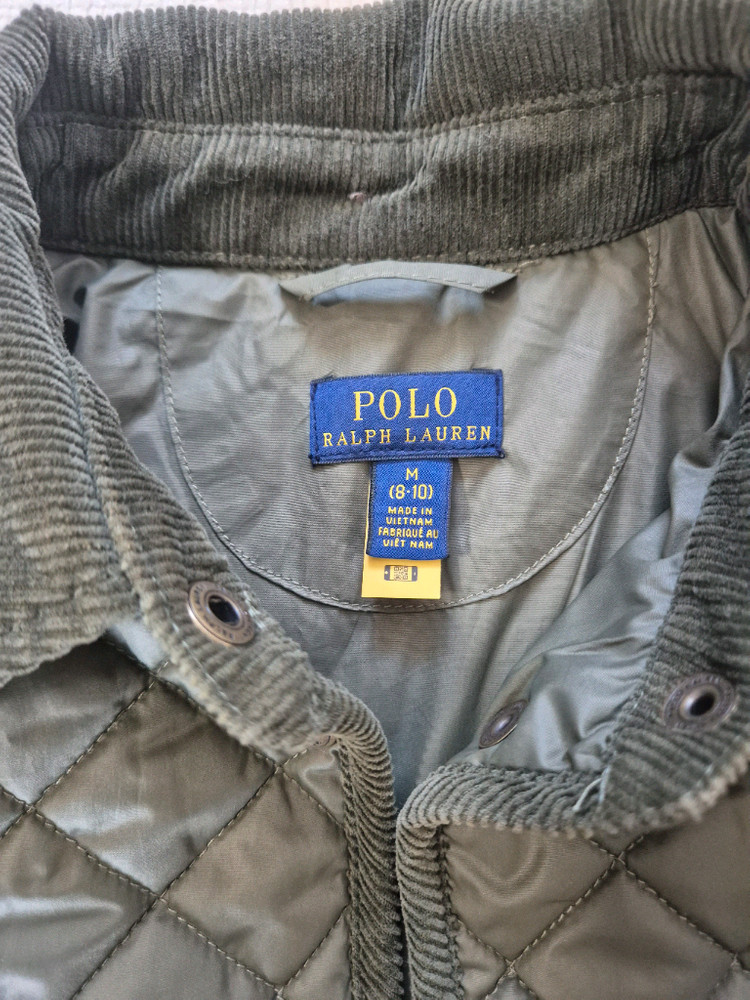 POLO
RALPH LAUREN
M
(8-10)
MADE IN
VIETNAM
FABRIQUÉ AU
VIÊT NAM